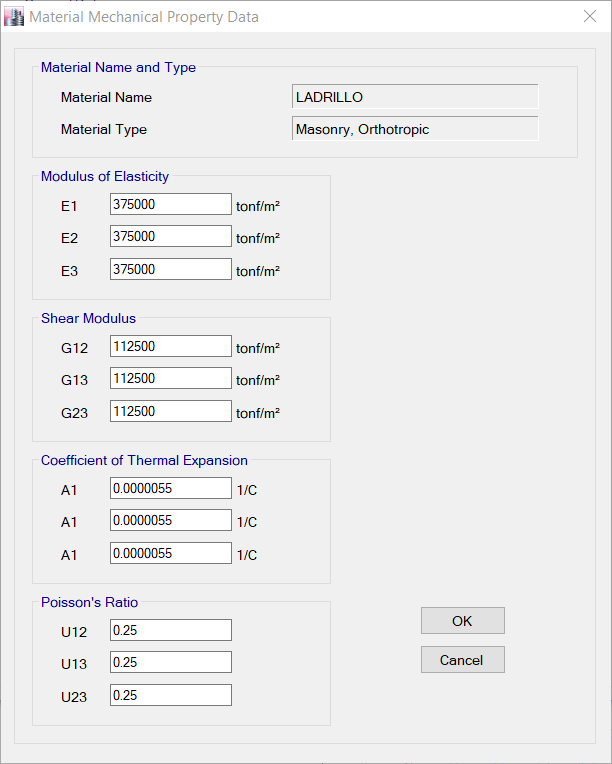 Material Mechanical Property Data
Material Name and Type
Material Name LADRILLO
Material Type Masonry, Orthotropic
Modulus of Elasticity
E1 375000 tonf/m²
E2 375000 tonf/m²
E3 375000 tonf/m²
Shear Modulus
G12 112500 tonf/m²
G13 112500 tonf/m²
G23 112500 tonf/m²
Coefficient of Thermal Expansion
A1 0.0000055 1/C
A1 0.0000055 1/C
A1 0.0000055 1/C
Poisson's Ratio
U12 0.25
U13 0.25
U23 0.25
OK
Cancel